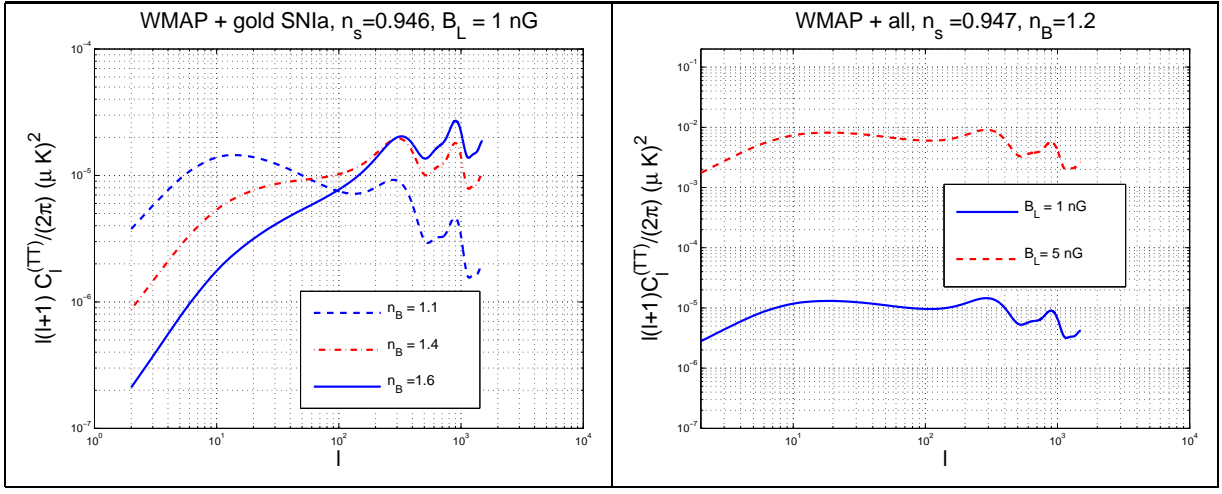 WMAP + gold SNIa, n_s=0.946, B_L = 1 nG
l(l+1) C_l^(TT)/(2π) (μ K)^2
10^-4
10^-5
10^-6
10^-7
n_B = 1.1
n_B = 1.4
n_B =1.6
10^0 10^1 10^2 10^3 10^4
l
WMAP + all, n_s =0.947, n_B=1.2
l(l+1)C_l^(TT)/(2π) (μ K)^2
10^-1
10^-2
10^-3
10^-4
10^-5
10^-6
10^-7
B_L = 1 nG
B_L= 5 nG
10^1 10^2 10^3 10^4
l